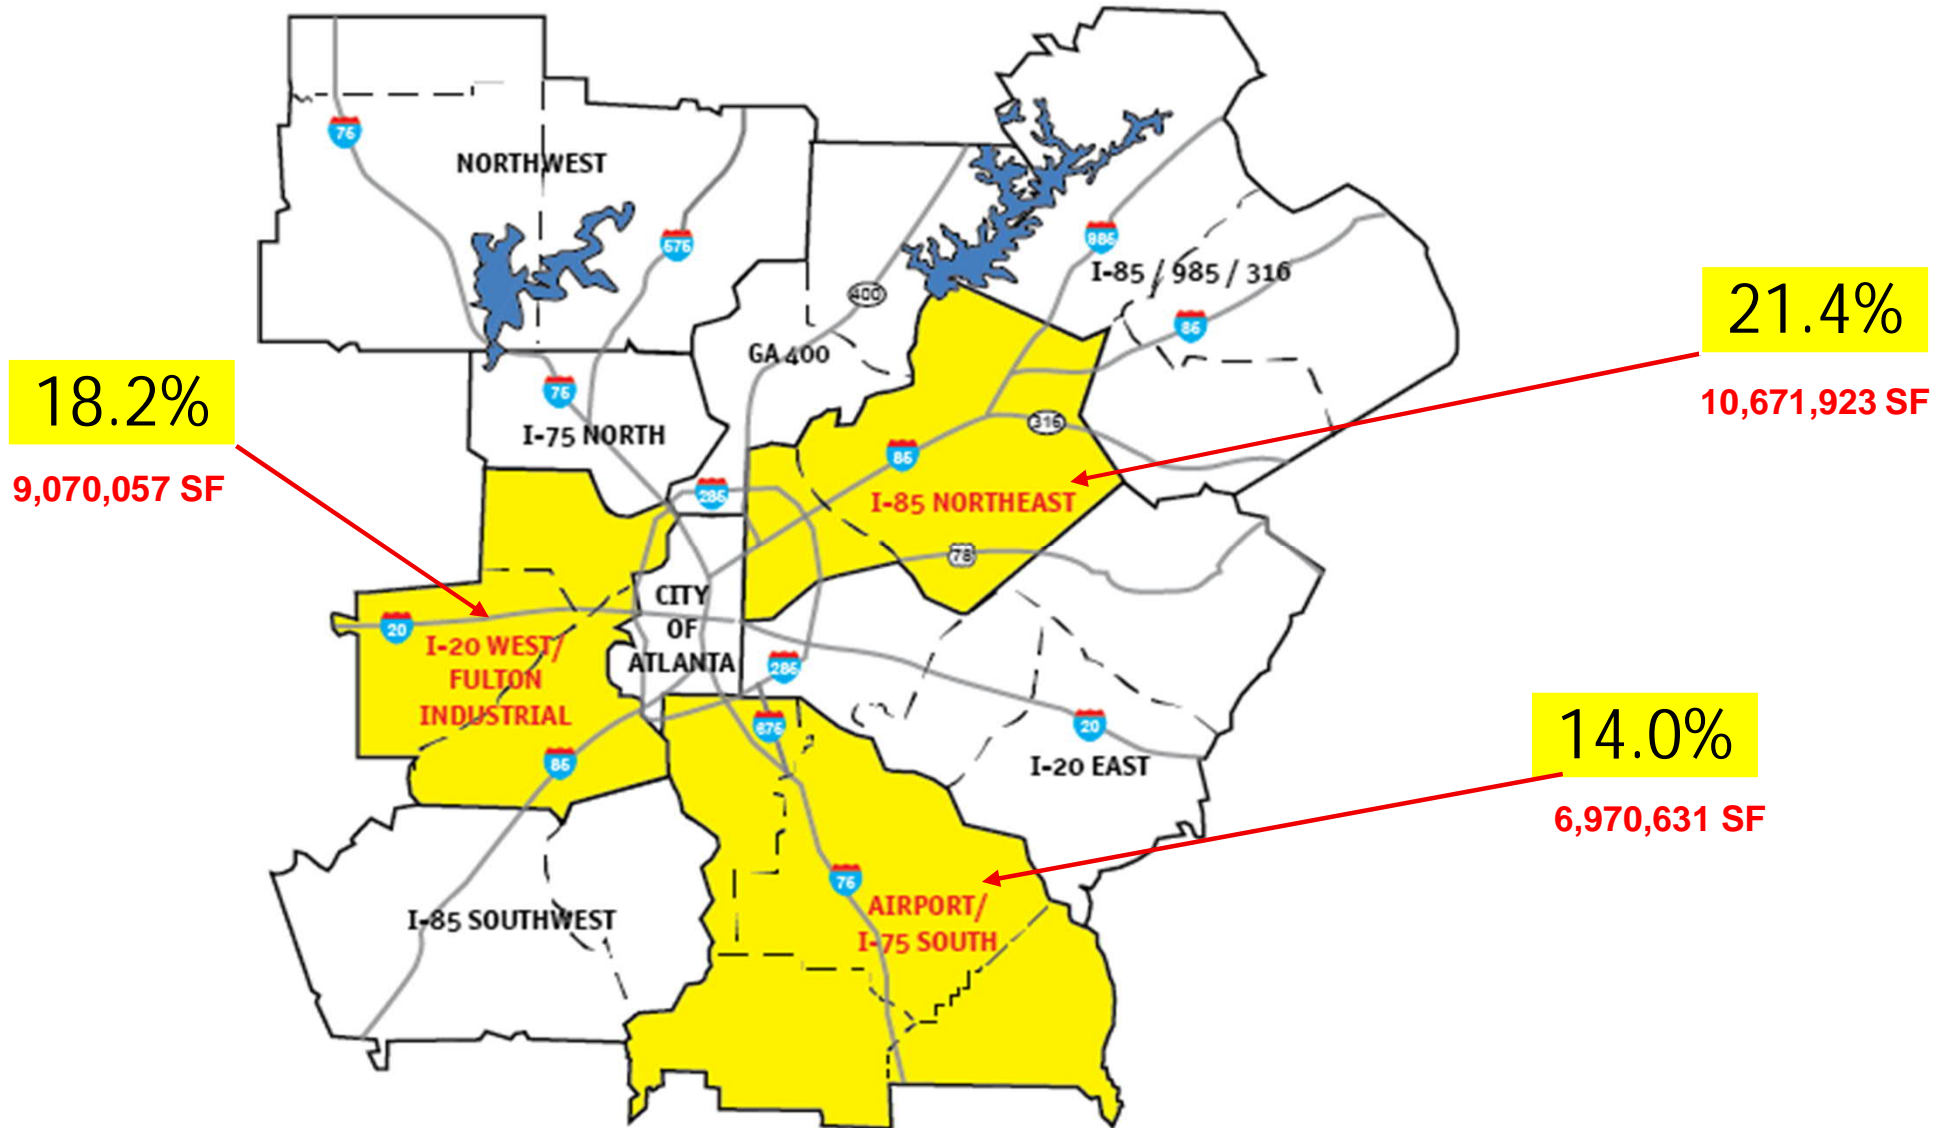 75
NORTHWEST
575
985
I-85 / 985 / 316
400
85
21.4%
10,671,923 SF
GA 400
18.2%
9,070,057 SF
75
I-75 NORTH
316
85
285
I-85 NORTHEAST
78
CITY
OF
ATLANTA
20
I-20 WEST/
FULTON
INDUSTRIAL
285
675
20
I-20 EAST
85
14.0%
6,970,631 SF
75
AIRPORT/
I-75 SOUTH
I-85 SOUTHWEST